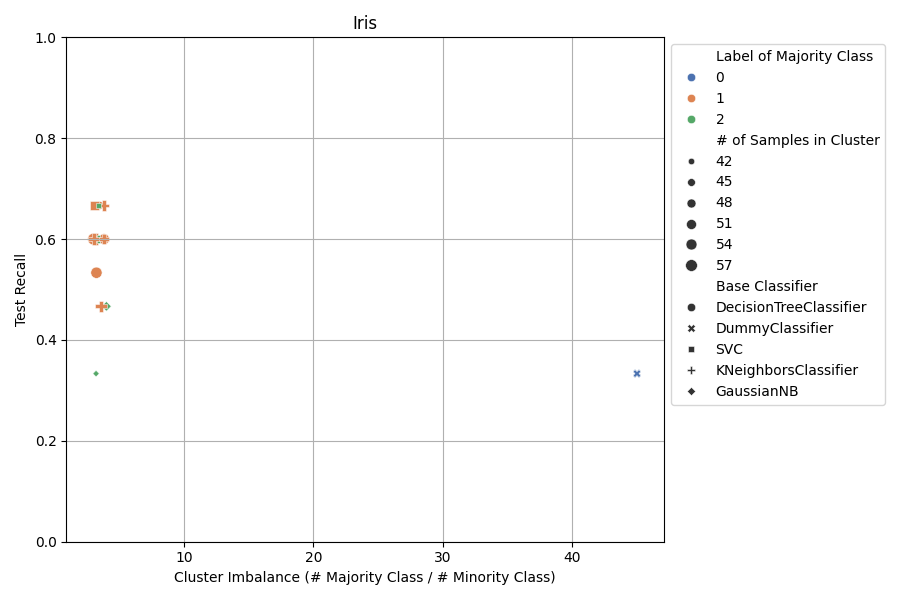 Iris
1.0
0.8
0.6
0.4
0.2
0.0
Test Recall
10
20
30
40
Cluster Imbalance (# Majority Class / # Minority Class)
Label of Majority Class
0
1
2
# of Samples in Cluster
42
45
48
51
54
57
Base Classifier
DecisionTreeClassifier
DummyClassifier
SVC
KNeighborsClassifier
GaussianNB